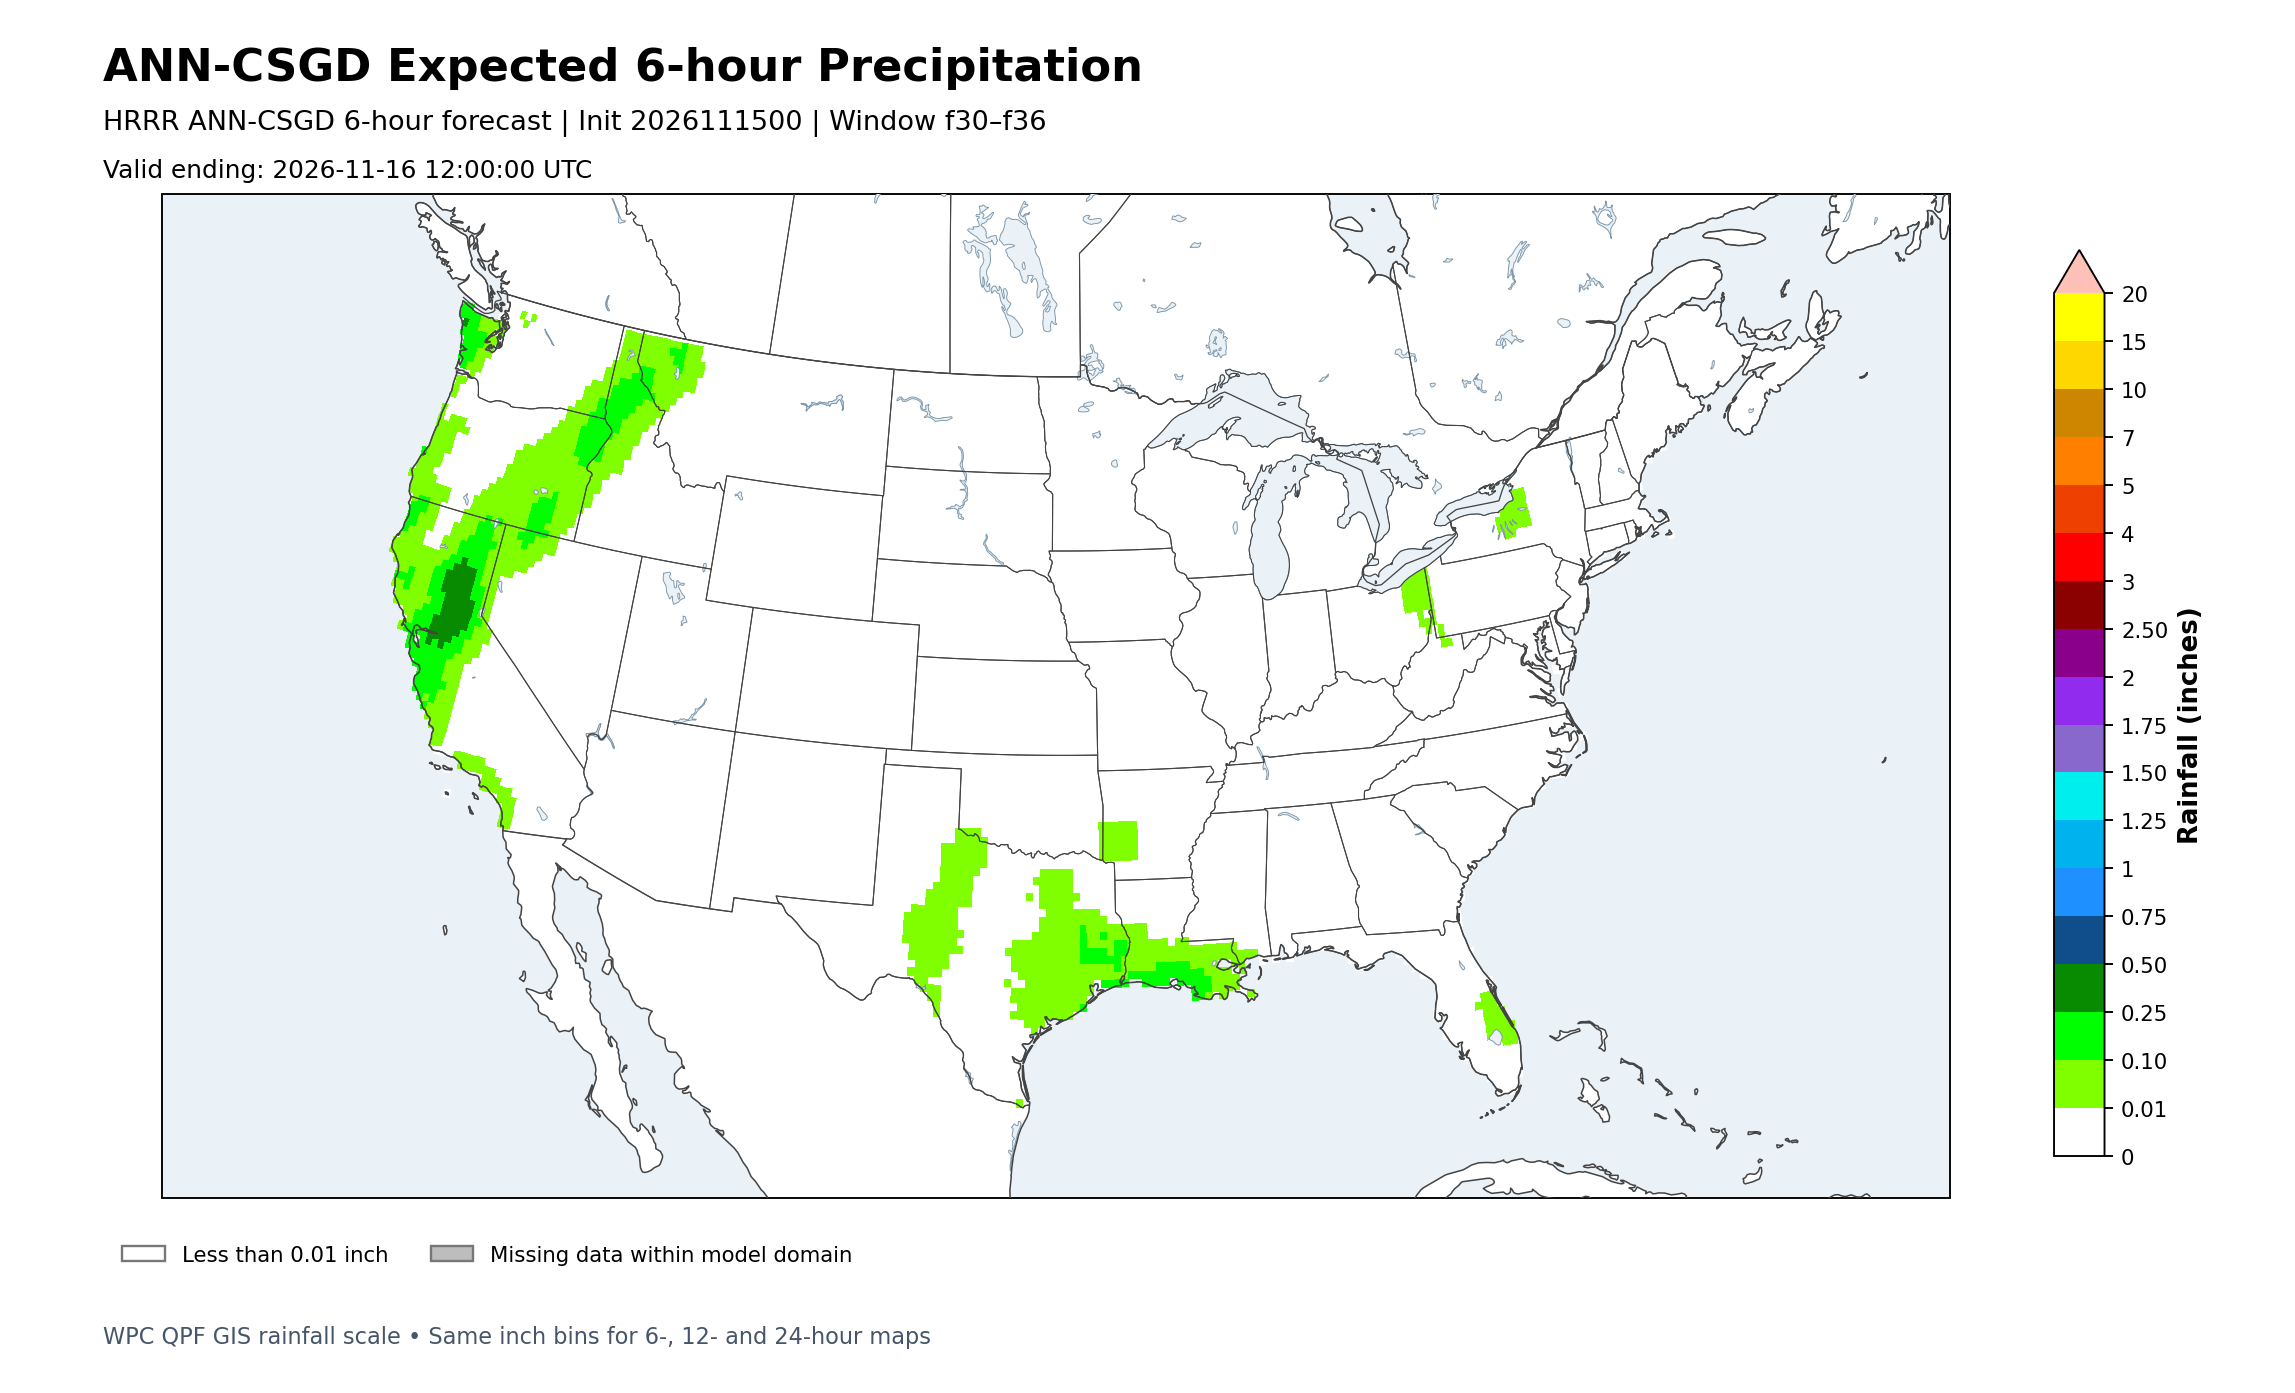 ANN-CSGD Expected 6-hour Precipitation
HRRR ANN-CSGD 6-hour forecast | Init 2026111500 | Window f30–f36
Valid ending: 2026-11-16 12:00:00 UTC
20
15
10
7
5
4
3
2.50
2
1.75
1.50
1.25
1
0.75
0.50
0.25
0.10
0.01
0
Rainfall (inches)
Less than 0.01 inch
Missing data within model domain
WPC QPF GIS rainfall scale • Same inch bins for 6-, 12- and 24-hour maps